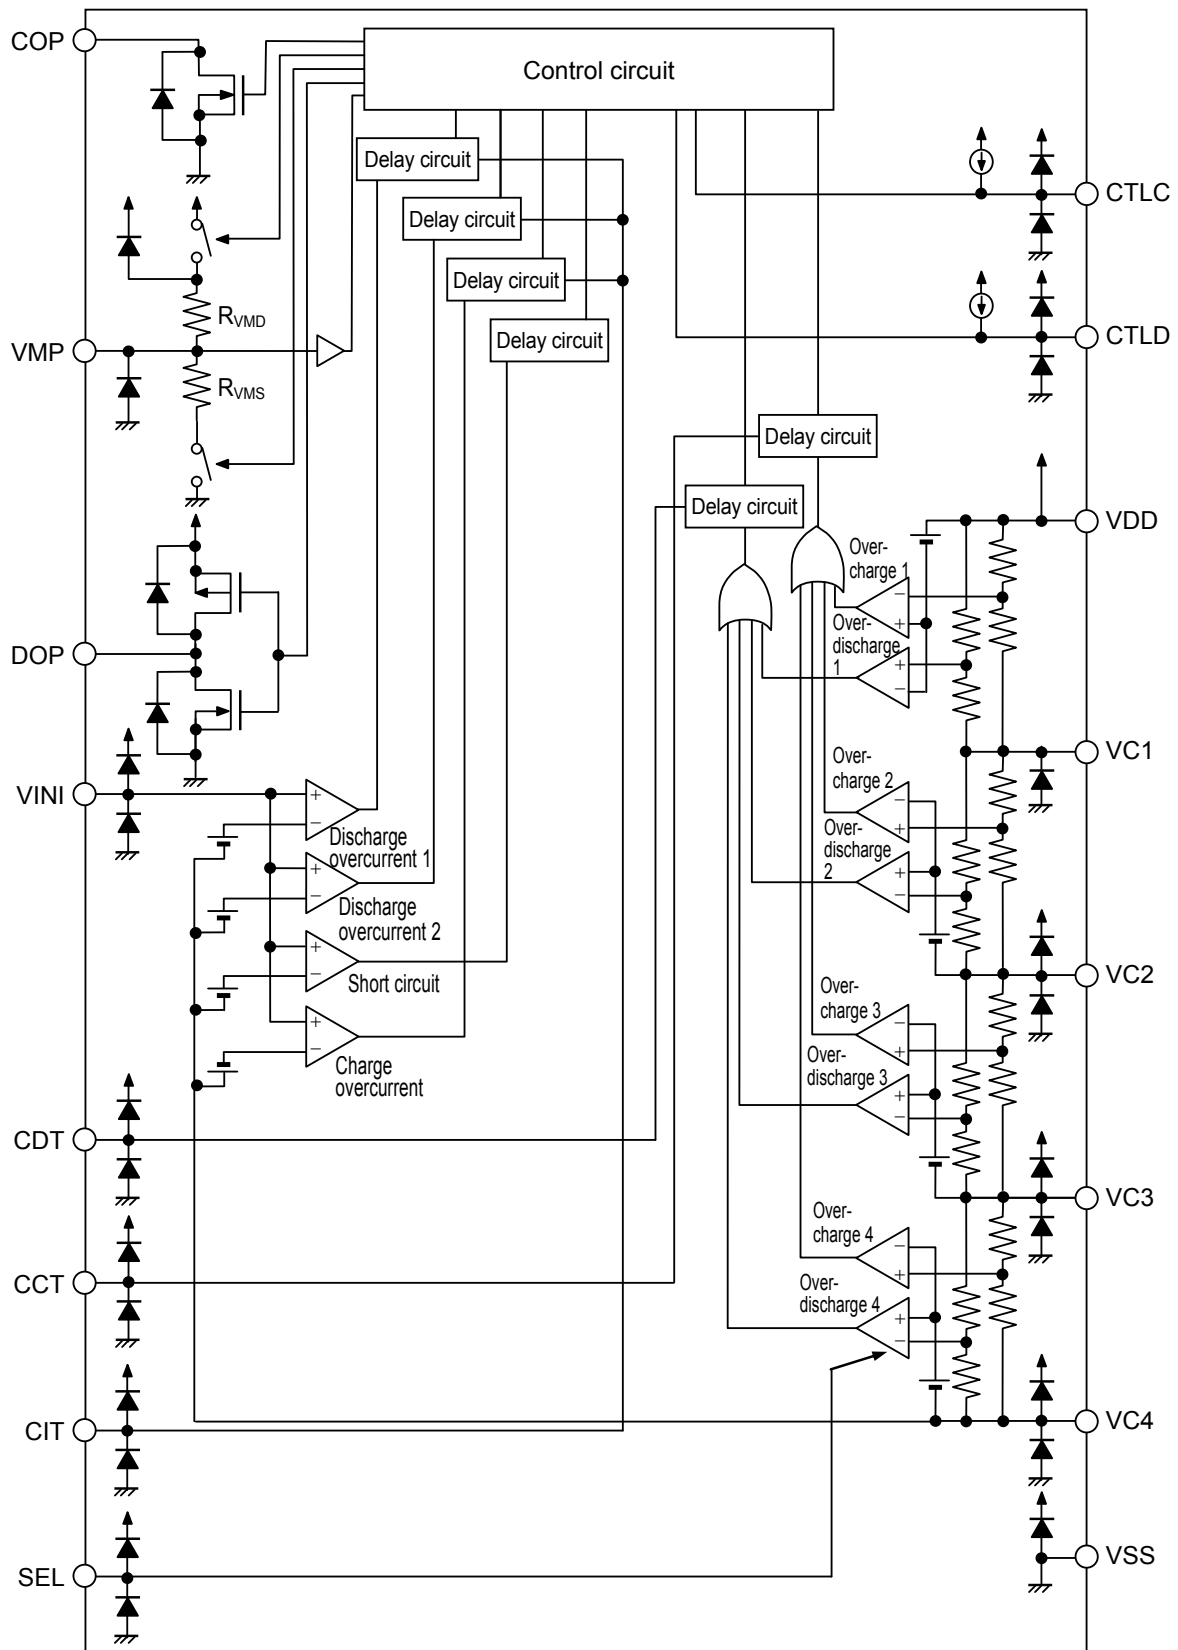 COP
Control circuit
Delay circuit
CTLC
Delay circuit
Delay circuit
RVMD
CTLD
Delay circuit
VMP
RVMS
Delay circuit
Delay circuit
VDD
Over-
charge 1
−
+
Over-
discharge
1
+
−
DOP
VC1
Over-
charge 2
−
+
VINI
+
−
Discharge
overcurrent 1
Over-
discharge
2
+
−
+
−
Discharge
overcurrent 2
+
−
Short circuit
VC2
Over-
charge 3
−
+
+
−
Charge
overcurrent
Over-
discharge 3
+
−
CDT
VC3
Over-
charge 4
−
+
CCT
Over-
discharge 4
+
−
CIT
VC4
SEL
VSS